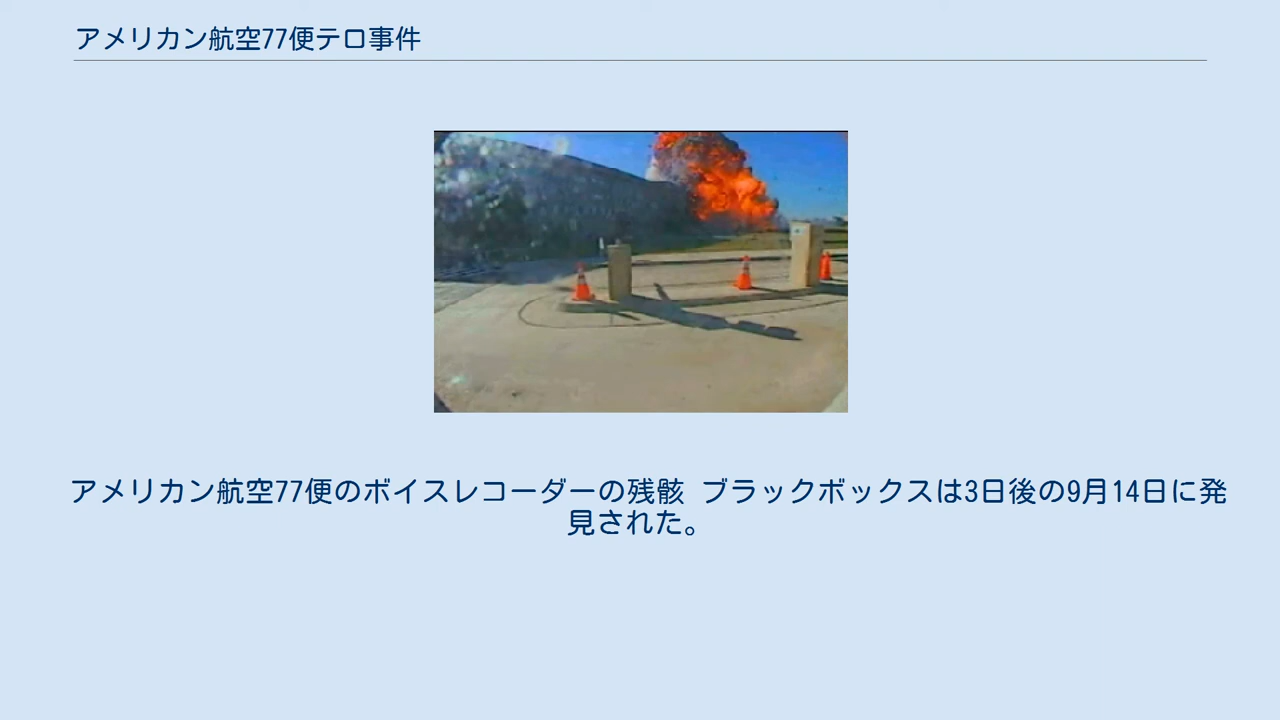 アメリカン航空77便テロ事件
アメリカン航空77便のボイスレコーダーの残骸 ブラックボックスは3日後の9月14日に発
見された。